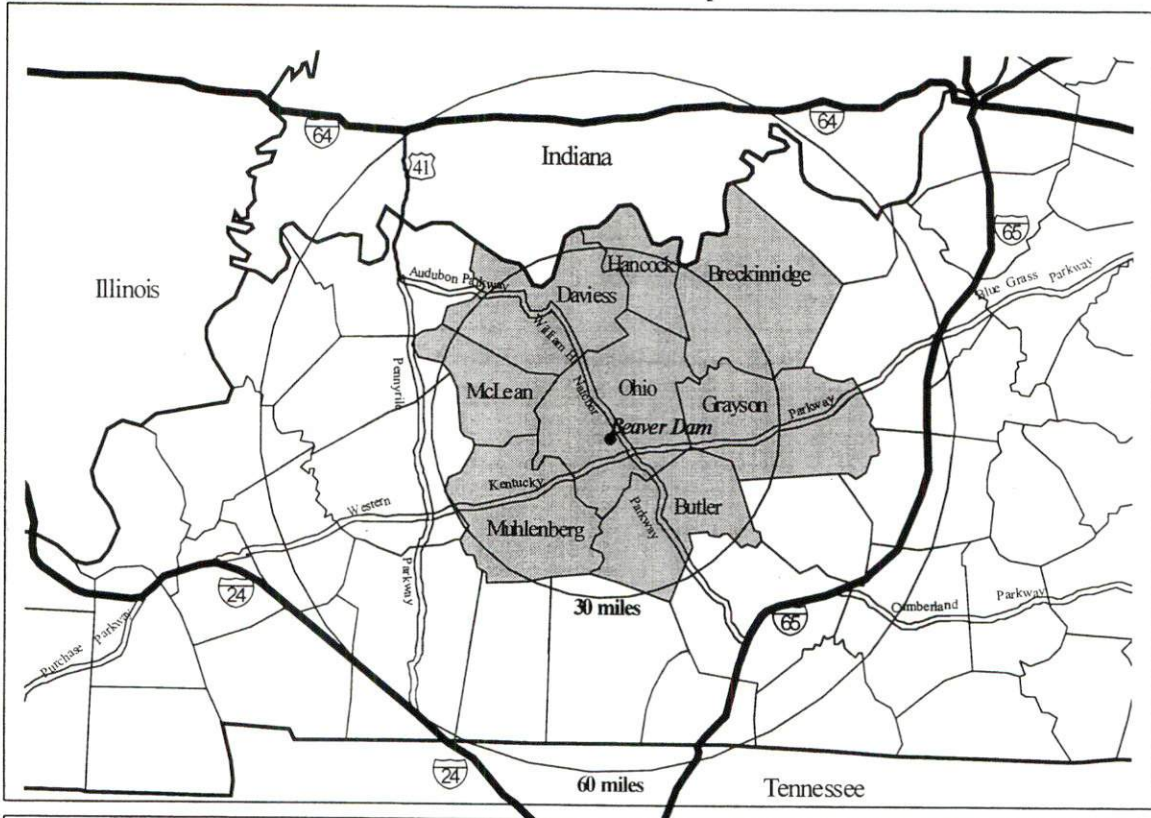 64
64
41
Indiana
65
Illinois
Hancock
Breckinridge
Audubon Parkway
Daviess
Blue Grass Parkway
William H. Natcher Parkway
Pennyrile Parkway
McLean
Ohio
Grayson
Beaver Dam
Western Kentucky Parkway
Butler
Muhlenberg
24
30 miles
65
Cumberland Parkway
Purchase Parkway
24
60 miles
Tennessee